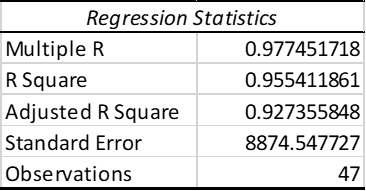 Regression Statistics
Multiple R 0.977451718
R Square 0.955411861
Adjusted R Square 0.927355848
Standard Error 8874.547727
Observations 47